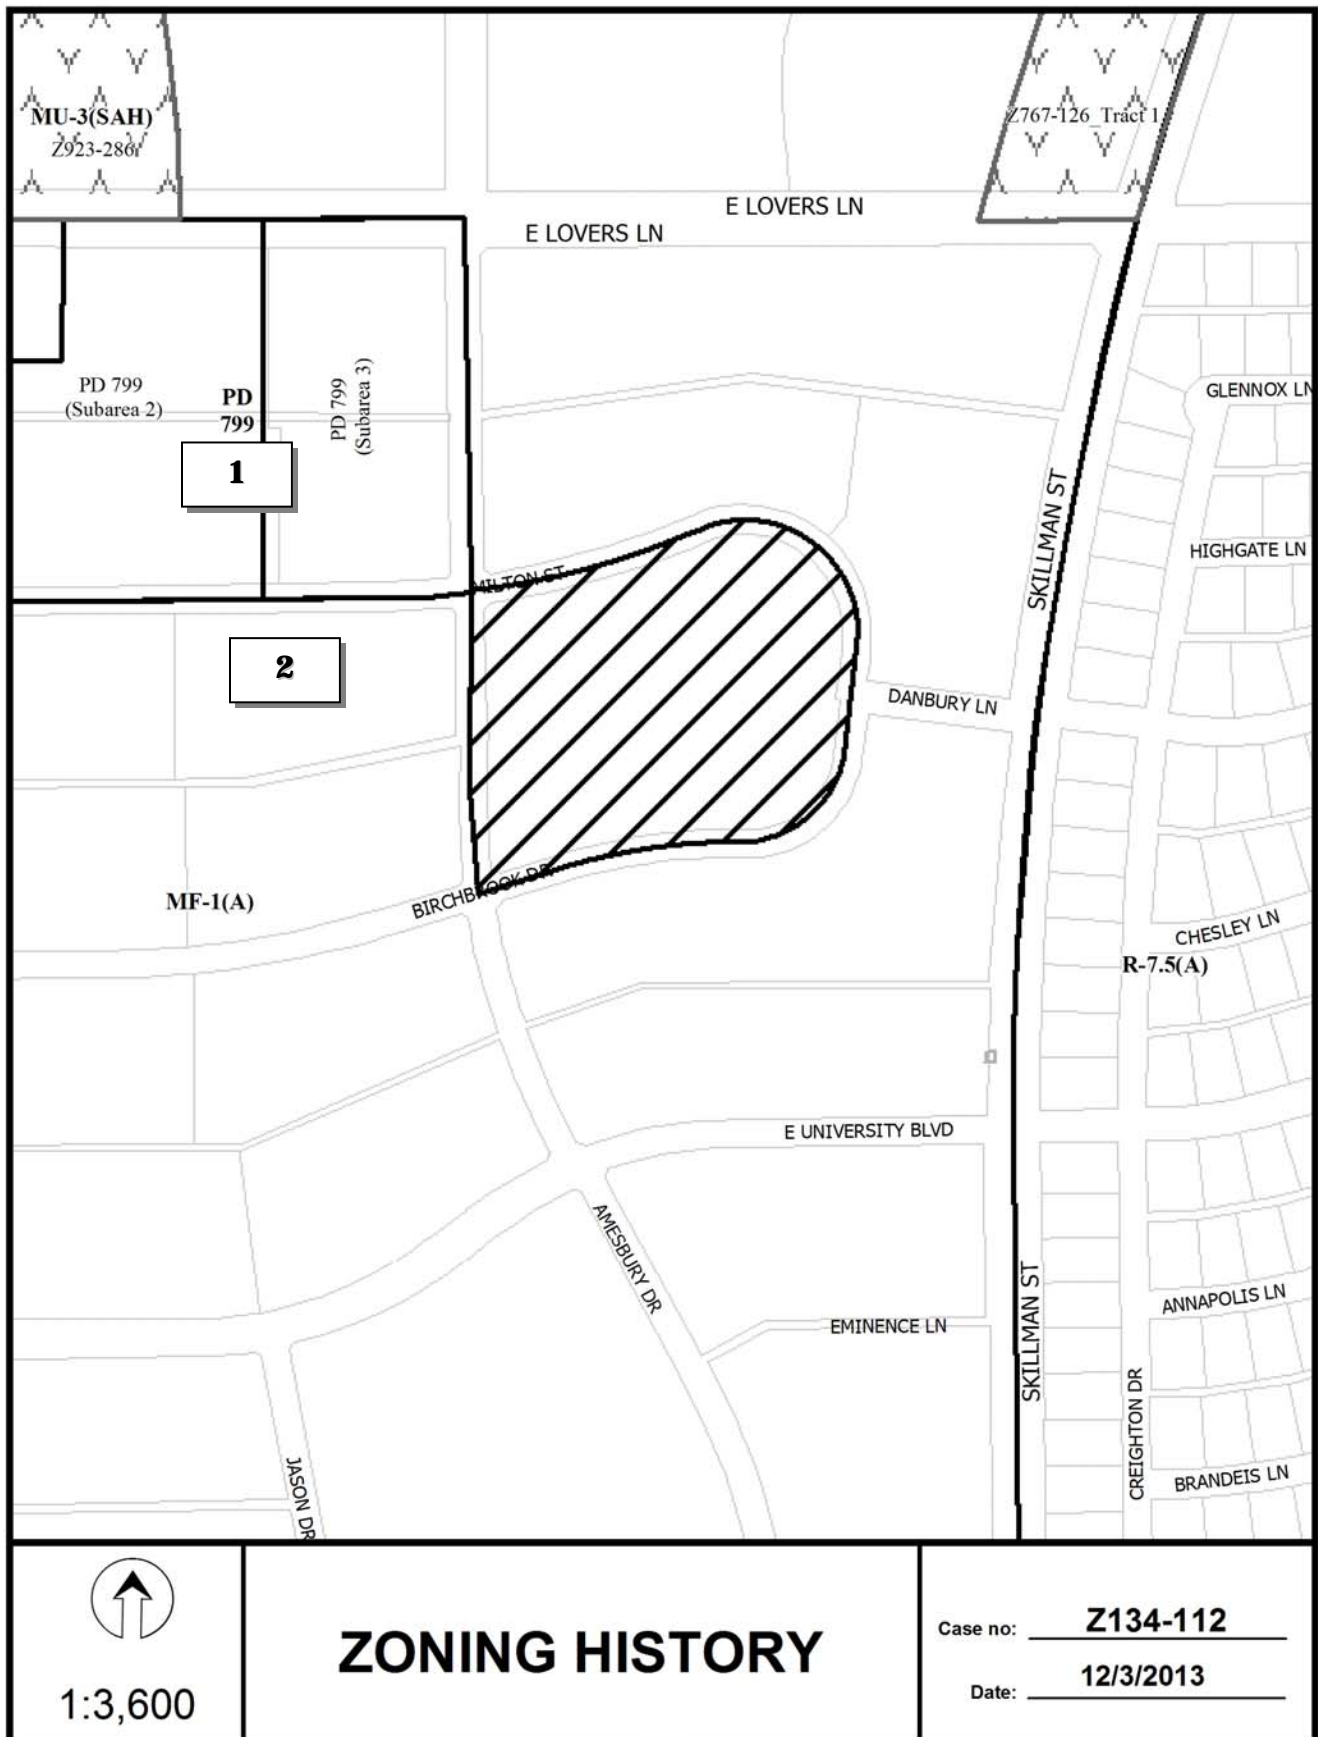 MU-3(SAH)
Z923-286
Z767-126_Tract 1
E LOVERS LN
E LOVERS LN
PD 799
(Subarea 2)
PD
799
PD 799
(Subarea 3)
GLENNOX LN
1
SKILLMAN ST
HIGHGATE LN
MILTON ST
2
DANBURY LN
BIRCHBROOK DR
MF-1(A)
CHESLEY LN
R-7.5(A)
E UNIVERSITY BLVD
AMESBURY DR
SKILLMAN ST
ANNAPOLIS LN
EMINENCE LN
CREIGHTON DR
JASON DR
BRANDEIS LN
1:3,600
ZONING HISTORY
Case no: Z134-112
Date: 12/3/2013